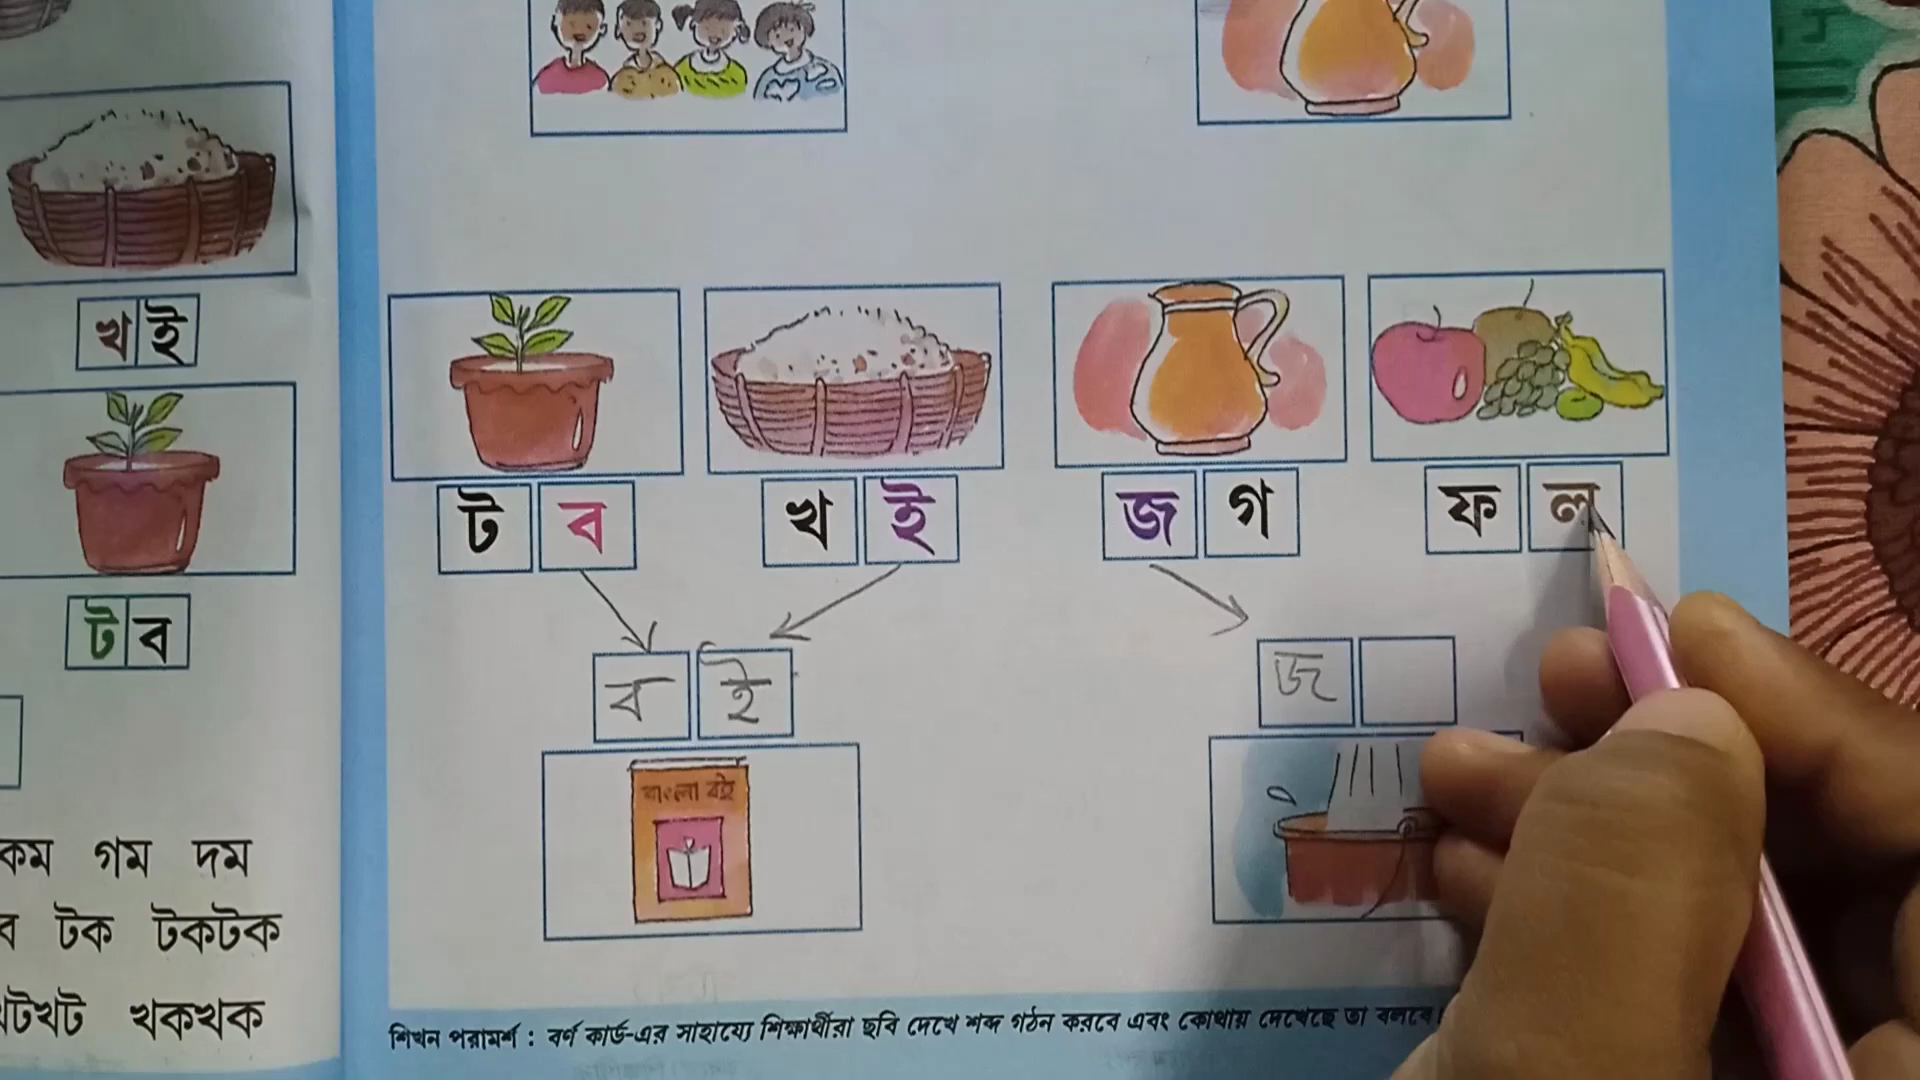 খই
টব
কম গম দম
ব টক টকটক
খটখট খকখক
ট ব খ ই জ গ ফ ল
ব ই জ
বাংলা বই
শিখন পরামর্শ : বর্ণ কার্ড-এর সাহায্যে শিক্ষার্থীরা ছবি দেখে শব্দ গঠন করবে এবং কোথায় দেখেছে তা বলবে।